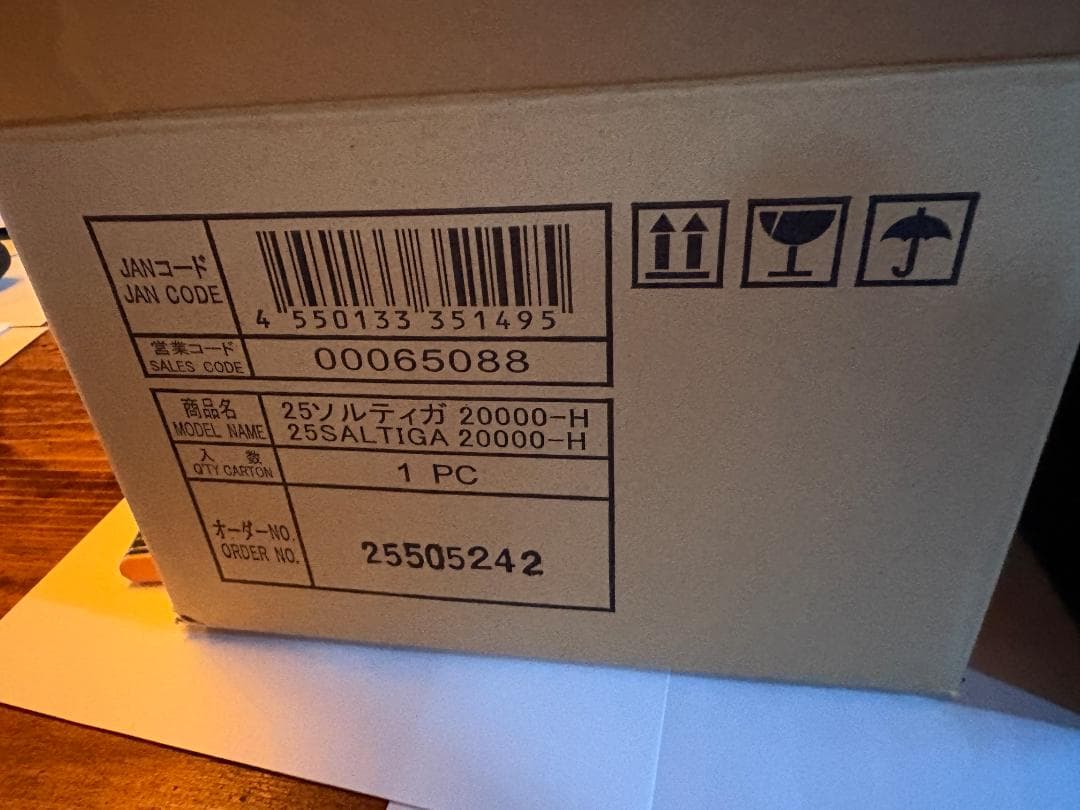 JANコード
JAN CODE
4 550133 351495
営業コード
SALES CODE
00065088
商品名
MODEL NAME
25ソルティガ 20000-H
25SALTIGA 20000-H
入 数
Q'TY CARTON
1 PC
オーダーNO.
ORDER NO.
25505242